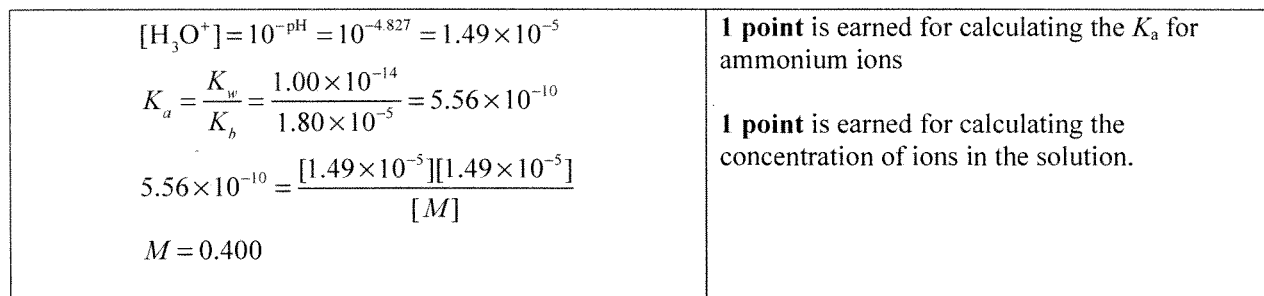 [H₃O⁺] = 10^{-pH} = 10^{-4.827} = 1.49 × 10⁻⁵
K_a = K_w / K_b = 1.00 × 10⁻¹⁴ / 1.80 × 10⁻⁵ = 5.56 × 10⁻¹⁰
5.56 × 10⁻¹⁰ = [1.49 × 10⁻⁵][1.49 × 10⁻⁵] / [M]
M = 0.400
1 point is earned for calculating the Kₐ for
ammonium ions
1 point is earned for calculating the
concentration of ions in the solution.